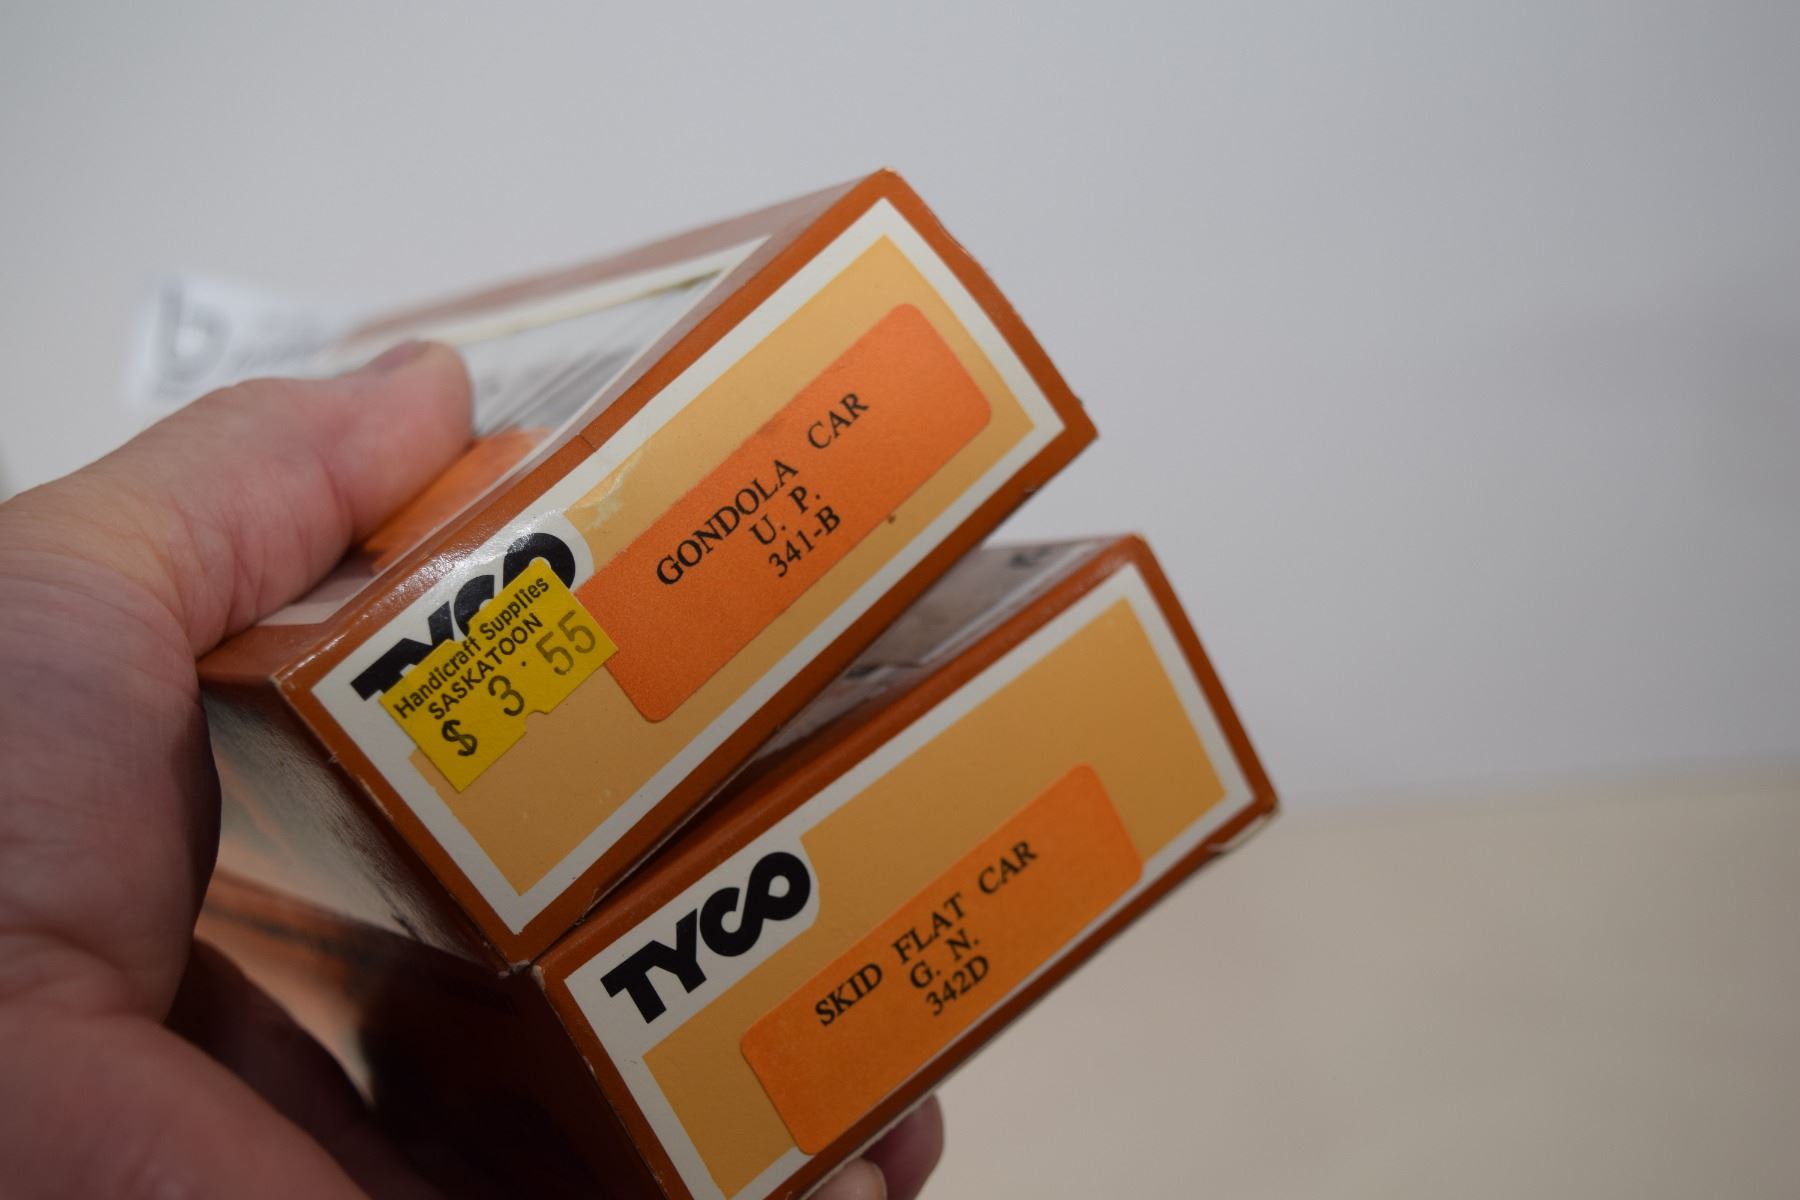 TYCO
Handicraft Supplies
SASKATOON
$ 3.55
GONDOLA CAR
U. P.
341-B
TYCO
SKID FLAT CAR
G. N.
342D